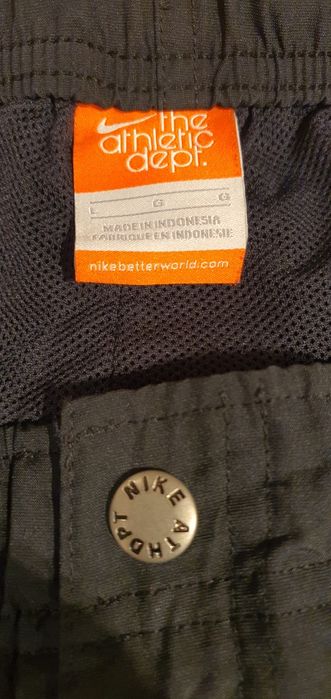 the
athletic
dept.
L G G
MADE IN INDONESIA
FABRIQUE EN INDONESIE
nikebetterworld.com
NIKE ATHDPT